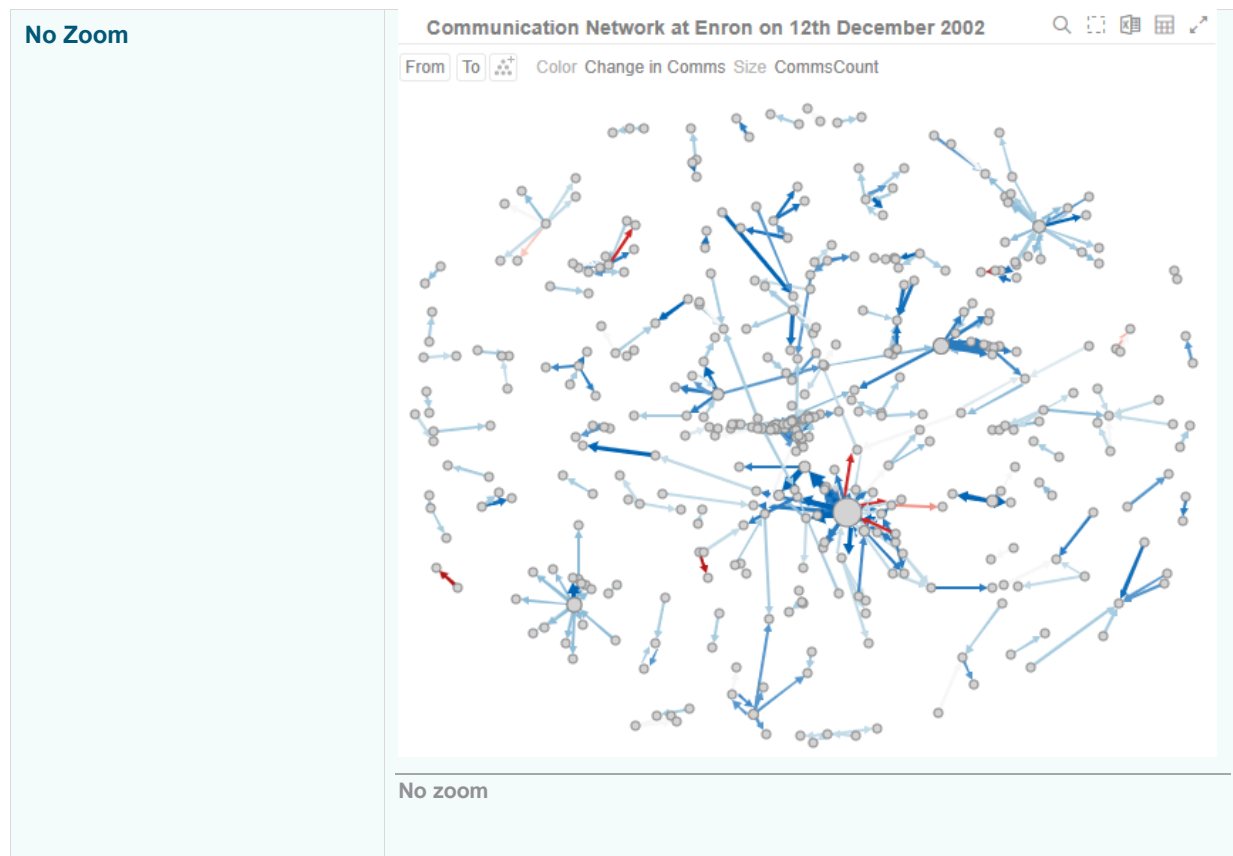 No Zoom
Communication Network at Enron on 12th December 2002
From To Color Change in Comms Size CommsCount
No zoom